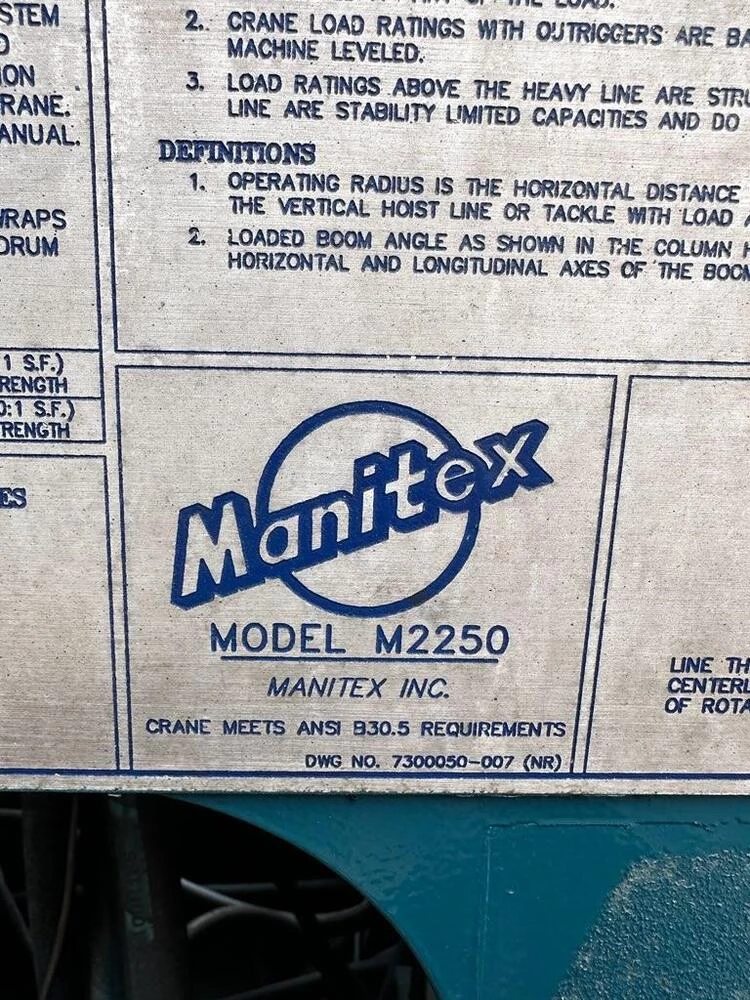 STEM
ION
RANE.
ANUAL.
WRAPS
DRUM
1 S.F.)
RENGTH
0:1 S.F.)
RENGTH
ES
OF THE LOAD.
2. CRANE LOAD RATINGS WITH OUTRIGGERS ARE BA
MACHINE LEVELED.
3. LOAD RATINGS ABOVE THE HEAVY LINE ARE STRU
LINE ARE STABILITY LIMITED CAPACITIES AND DO
DEFINITIONS
1. OPERATING RADIUS IS THE HORIZONTAL DISTANCE
THE VERTICAL HOIST LINE OR TACKLE WITH LOAD
2. LOADED BOOM ANGLE AS SHOWN IN THE COLUMN H
HORIZONTAL AND LONGITUDINAL AXES OF THE BOOM
Manitex
MODEL M2250
MANITEX INC.
CRANE MEETS ANSI B30.5 REQUIREMENTS
DWG NO. 7300050-007 (NR)
LINE TH
CENTERL
OF ROTA